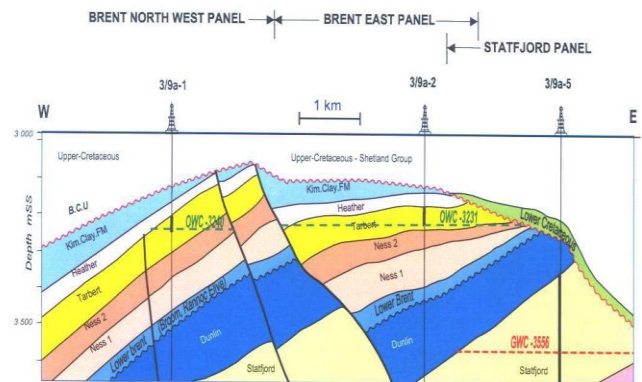 BRENT NORTH WEST PANEL
BRENT EAST PANEL
STATFJORD PANEL
W
3/9a-1
3/9a-2
3/9a-5
E
1 km
3 000
Upper-Cretaceous
Upper-Cretaceous - Shetland Group
Kim.Clay.FM
B.C.U
Heather
Lower Cretaceous
OWC -3240
Tarbert
OWC -3231
Kim.Clay.FM
Depth mSS
Ness 2
Heather
Ness 1
Tarbert
Lower Brent
Ness 2
3 500
Ness 1
Lower brent (Broom, Rannoc Etive)
Dunlin
Dunlin
GWC -3556
Statfjord
Statfjord